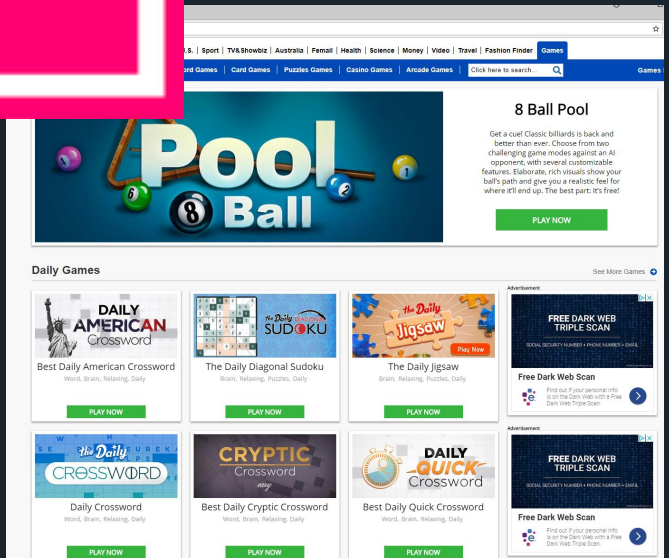 .S. | Sport | TV&Showbiz | Australia | Femail | Health | Science | Money | Video | Travel | Fashion Finder Games
ord Games | Card Games | Puzzles Games | Casino Games | Arcade Games | Click here to search... Games
Pool
8 Ball
6
2
1
8 Ball Pool
Get a cue! Classic billiards is back and
better than ever. Choose from two
challenging game modes against an AI
opponent, with several customizable
features. Elaborate, rich visuals show your
ball's path and give you a realistic feel for
where it'll end up. The best part: it's free!
PLAY NOW
Daily Games
See More Games
Advertisement
DAILY
AMERICAN
Crossword
Best Daily American Crossword
Word, Brain, Relaxing, Daily
PLAY NOW
the Daily DIAGONAL
SUDOKU
The Daily Diagonal Sudoku
Brain, Relaxing, Puzzles, Daily
PLAY NOW
the Daily
Jigsaw
Play Now
The Daily Jigsaw
Brain, Relaxing, Puzzles, Daily
PLAY NOW
FREE DARK WEB
TRIPLE SCAN
SOCIAL SECURITY NUMBER + PHONE NUMBER + EMAIL
Free Dark Web Scan
Find out if your personal info
is on the Dark Web with a Free
Dark Web Triple Scan.
the Daily
CROSSWORD
Daily Crossword
Word, Brain, Relaxing, Daily
PLAY NOW
CRYPTIC
Crossword
Best Daily Cryptic Crossword
Word, Brain, Relaxing, Daily
PLAY NOW
DAILY
QUICK
Crossword
Best Daily Quick Crossword
Word, Brain, Relaxing, Daily
PLAY NOW
Advertisement
FREE DARK WEB
TRIPLE SCAN
SOCIAL SECURITY NUMBER + PHONE NUMBER + EMAIL
Free Dark Web Scan
Find out if your personal info
is on the Dark Web with a Free
Dark Web Triple Scan.